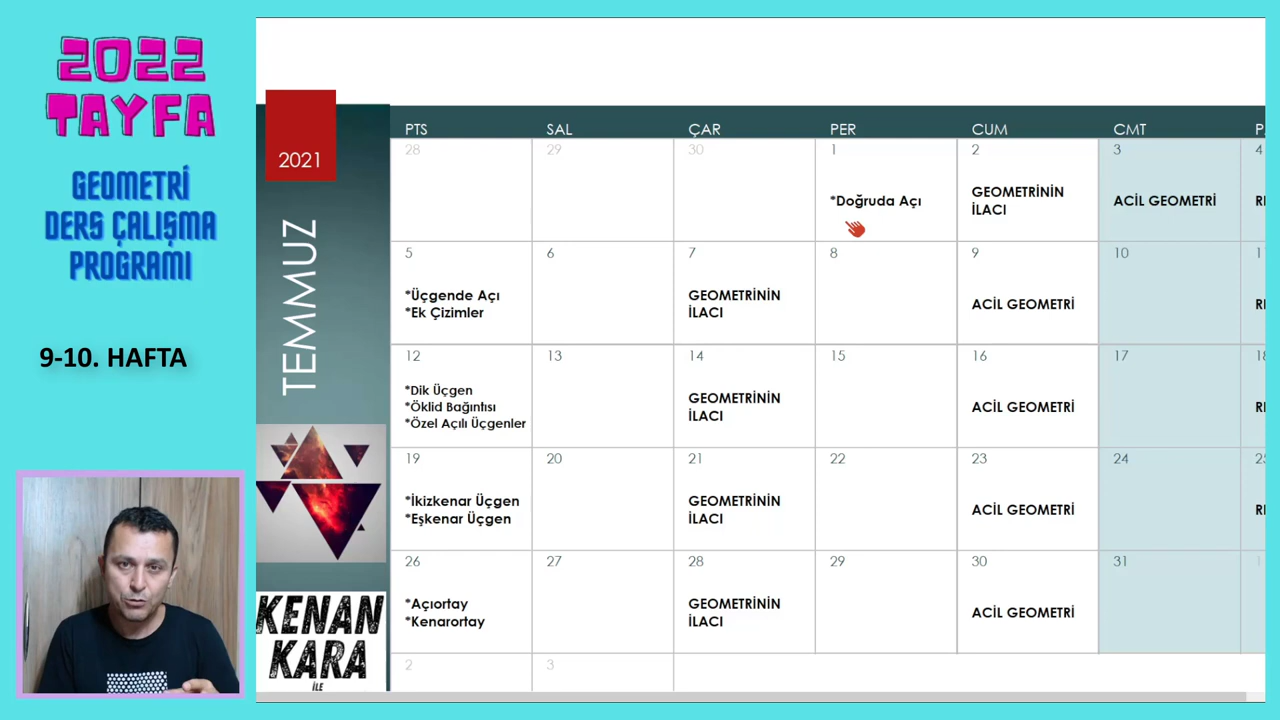 2022
TAYFA
GEOMETRİ
DERS ÇALIŞMA
PROGRAMI
9-10. HAFTA
2021
TEMMUZ
KENAN
KARA
İLE
PTS SAL ÇAR PER CUM CMT
28 29 30 1 2 3 4
*Doğruda Açı
GEOMETRİNİN
İLACI
ACİL GEOMETRİ
5 6 7 8 9 10
*Üçgende Açı
*Ek Çizimler
GEOMETRİNİN
İLACI
ACİL GEOMETRİ
12 13 14 15 16 17 18
*Dik Üçgen
*Öklid Bağıntısı
*Özel Açılı Üçgenler
GEOMETRİNİN
İLACI
ACİL GEOMETRİ
19 20 21 22 23 24 25
*İkizkenar Üçgen
*Eşkenar Üçgen
GEOMETRİNİN
İLACI
ACİL GEOMETRİ
26 27 28 29 30 31 1
*Açıortay
*Kenarortay
GEOMETRİNİN
İLACI
ACİL GEOMETRİ
2 3